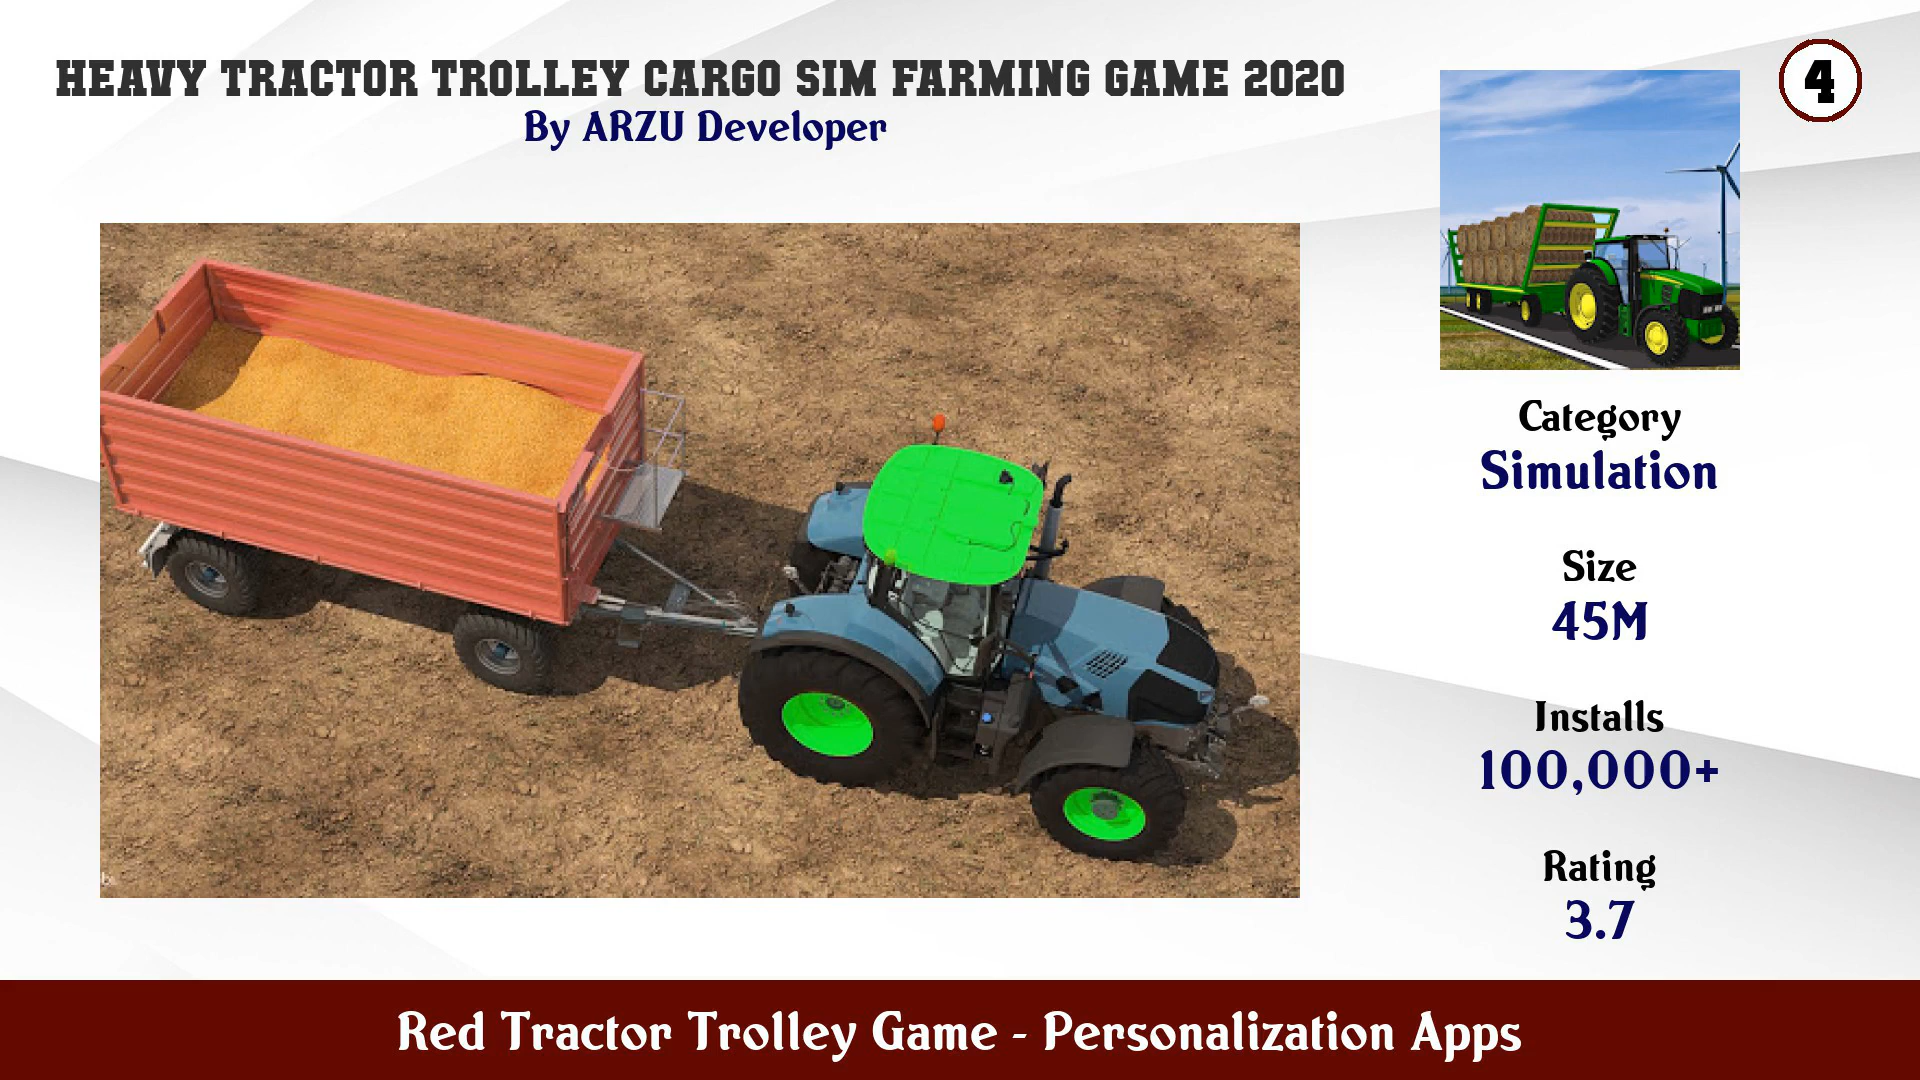 HEAVY TRACTOR TROLLEY CARGO SIM FARMING GAME 2020
By ARZU Developer
4
Category
Simulation
Size
45M
Installs
100,000+
Rating
3.7
Red Tractor Trolley Game - Personalization Apps